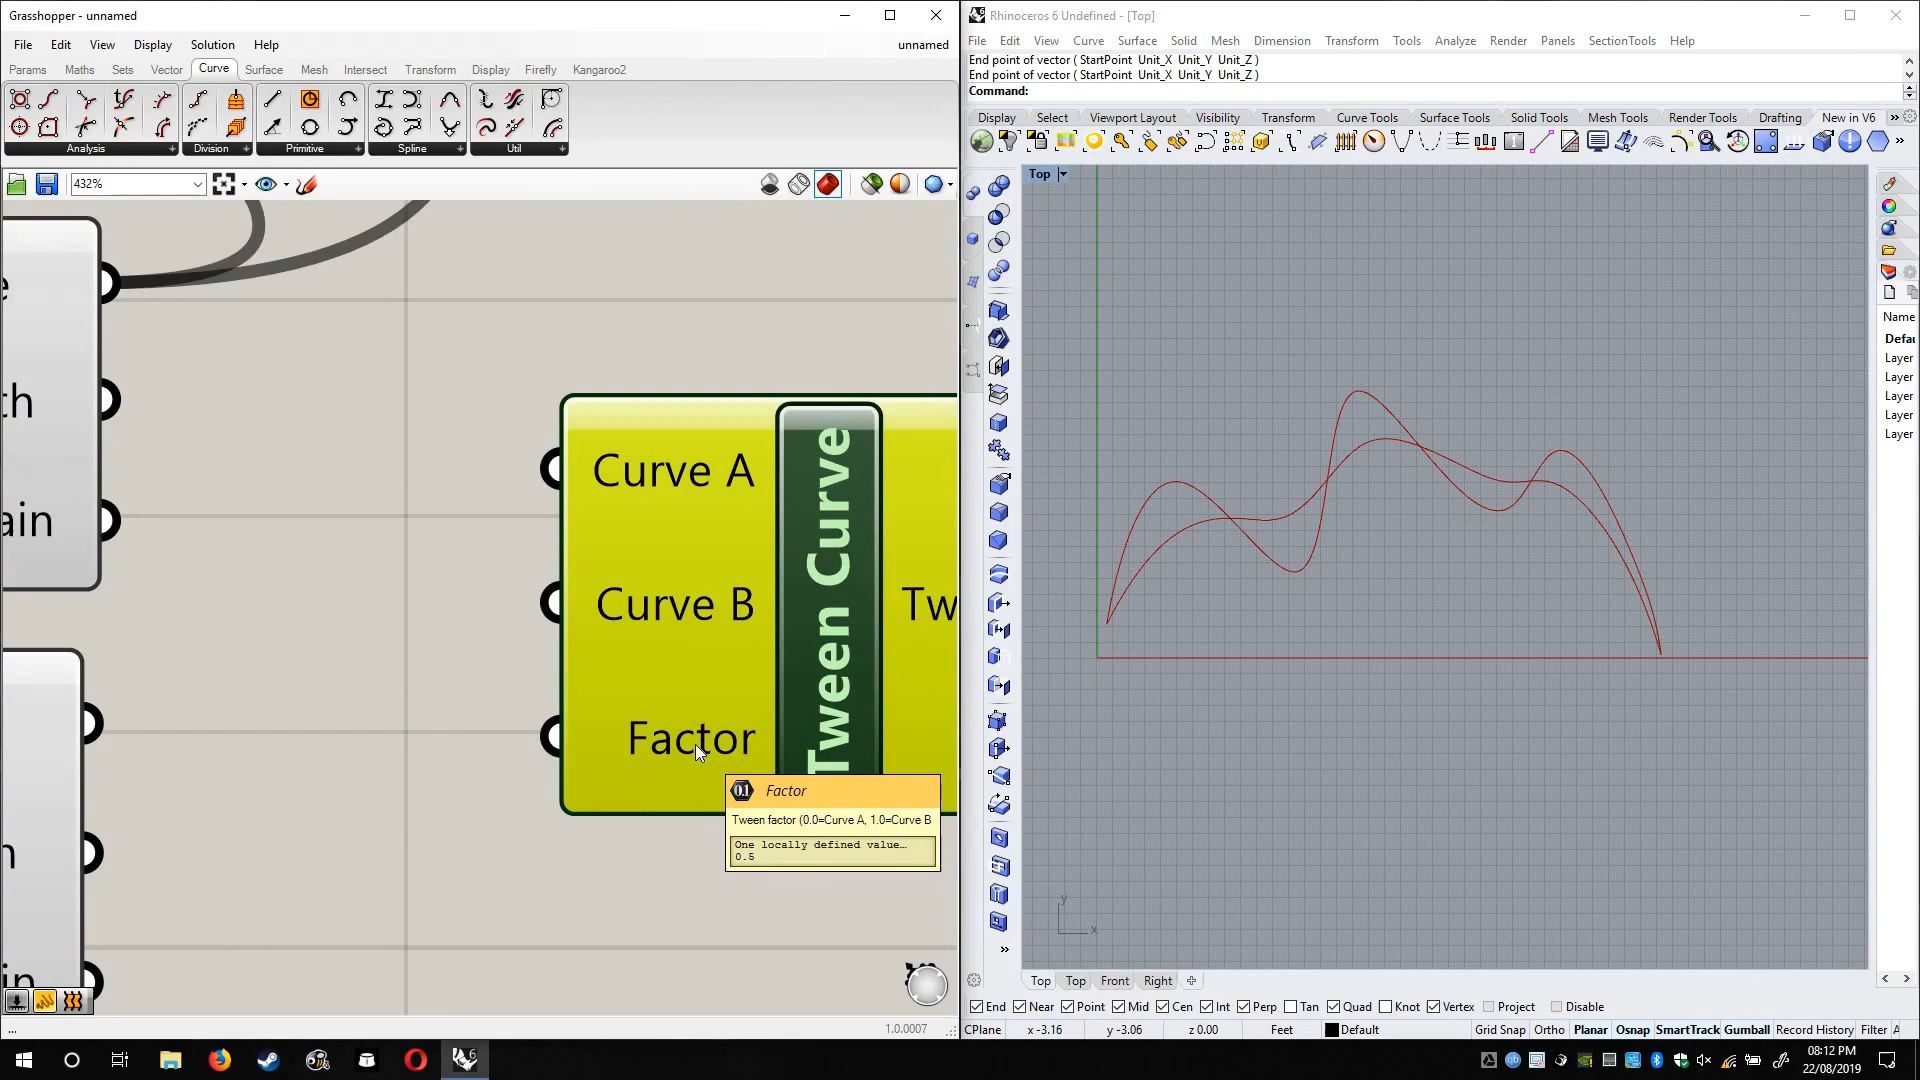 Grasshopper - unnamed
File Edit View Display Solution Help unnamed
Params Maths Sets Vector Curve Surface Mesh Intersect Transform Display Firefly Kangaroo2
Analysis Division Primitive Spline Util
432%
e
th
ain
n
in
Curve A
Curve B
Factor
Tween Curve
Tw
Factor
Tween factor (0.0=Curve A, 1.0=Curve B
One locally defined value…
0.5
...
1.0.0007
Rhinoceros 6 Undefined - [Top]
File Edit View Curve Surface Solid Mesh Dimension Transform Tools Analyze Render Panels SectionTools Help
End point of vector ( StartPoint Unit_X Unit_Y Unit_Z )
End point of vector ( StartPoint Unit_X Unit_Y Unit_Z )
Command:
Display Select Viewport Layout Visibility Transform Curve Tools Surface Tools Solid Tools Mesh Tools Render Tools Drafting New in V6 »
Top
y
x
Name
Defau
Layer
Layer
Layer
Layer
Layer
Top Top Front Right
End Near Point Mid Cen Int Perp Tan Quad Knot Vertex Project Disable
CPlane x -3.16 y -3.06 z 0.00 Feet Default Grid Snap Ortho Planar Osnap SmartTrack Gumball Record History Filter A
08:12 PM
22/08/2019